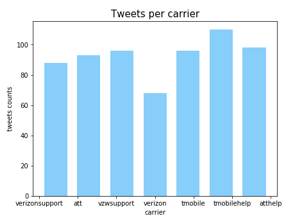 Tweets per carrier
100
80
60
40
20
0
tweets counts
verizonsupport att vzwsupport verizon tmobile tmobilehelp atthelp
carrier